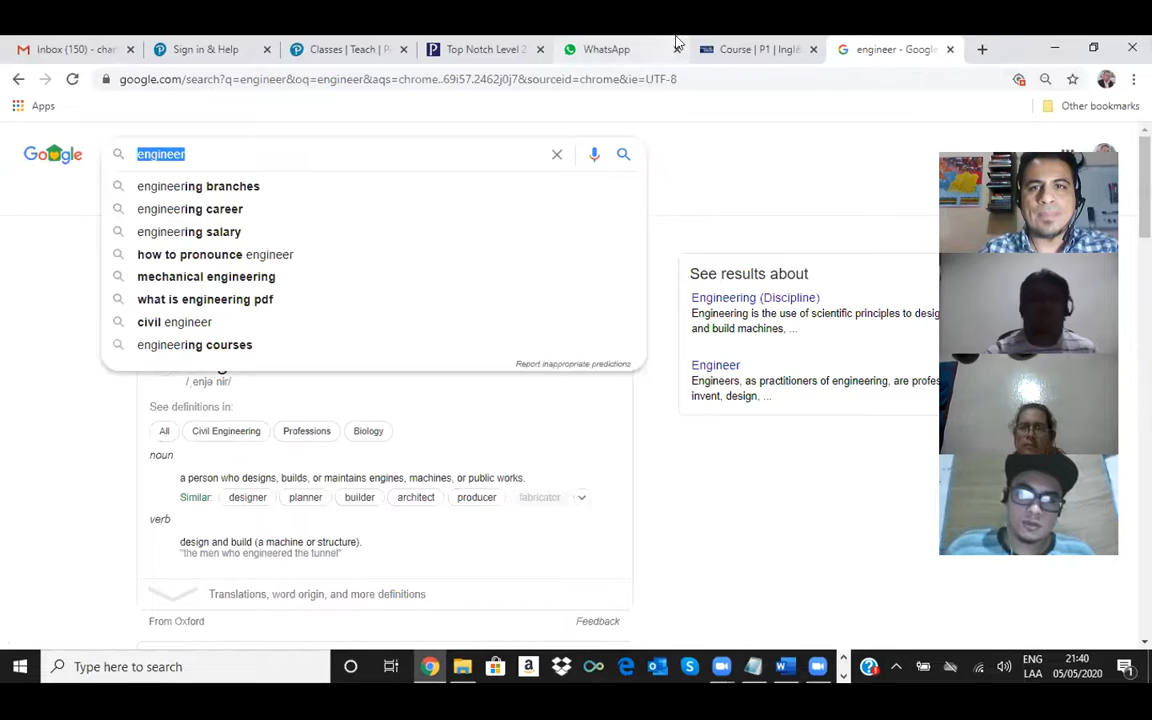 Inbox (150) - char
Sign in & Help
Classes | Teach | P
Top Notch Level 2
WhatsApp
Course | P1 | Inglé
engineer - Google
google.com/search?q=engineer&oq=engineer&aqs=chrome..69i57.2462j0j7&sourceid=chrome&ie=UTF-8
Apps
Other bookmarks
Google
engineer
engineering branches
engineering career
engineering salary
how to pronounce engineer
mechanical engineering
what is engineering pdf
civil engineer
engineering courses
Report inappropriate predictions
See results about
Engineering (Discipline)
Engineering is the use of scientific principles to desig
and build machines, ...
Engineer
Engineers, as practitioners of engineering, are profes
invent, design, ...
/ˌenjəˈnir/
See definitions in:
All
Civil Engineering
Professions
Biology
noun
a person who designs, builds, or maintains engines, machines, or public works.
Similar:
designer
planner
builder
architect
producer
fabricator
verb
design and build (a machine or structure).
"the men who engineered the tunnel"
Translations, word origin, and more definitions
From Oxford
Feedback
Type here to search
ENG
LAA
21:40
05/05/2020